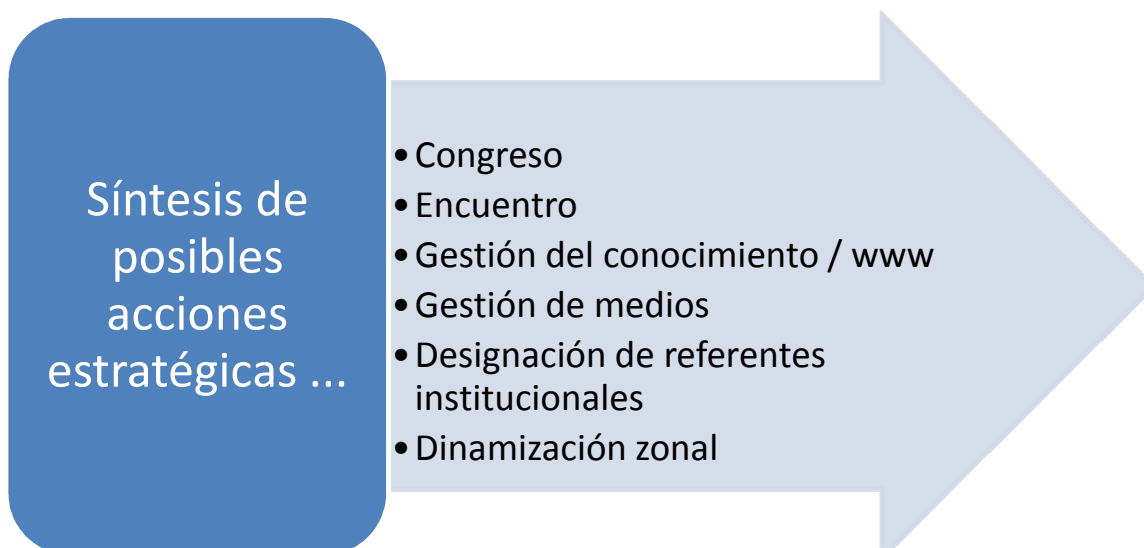 Síntesis de
posibles
acciones
estratégicas ...
•Congreso
•Encuentro
•Gestión del conocimiento / www
•Gestión de medios
•Designación de referentes
institucionales
•Dinamización zonal